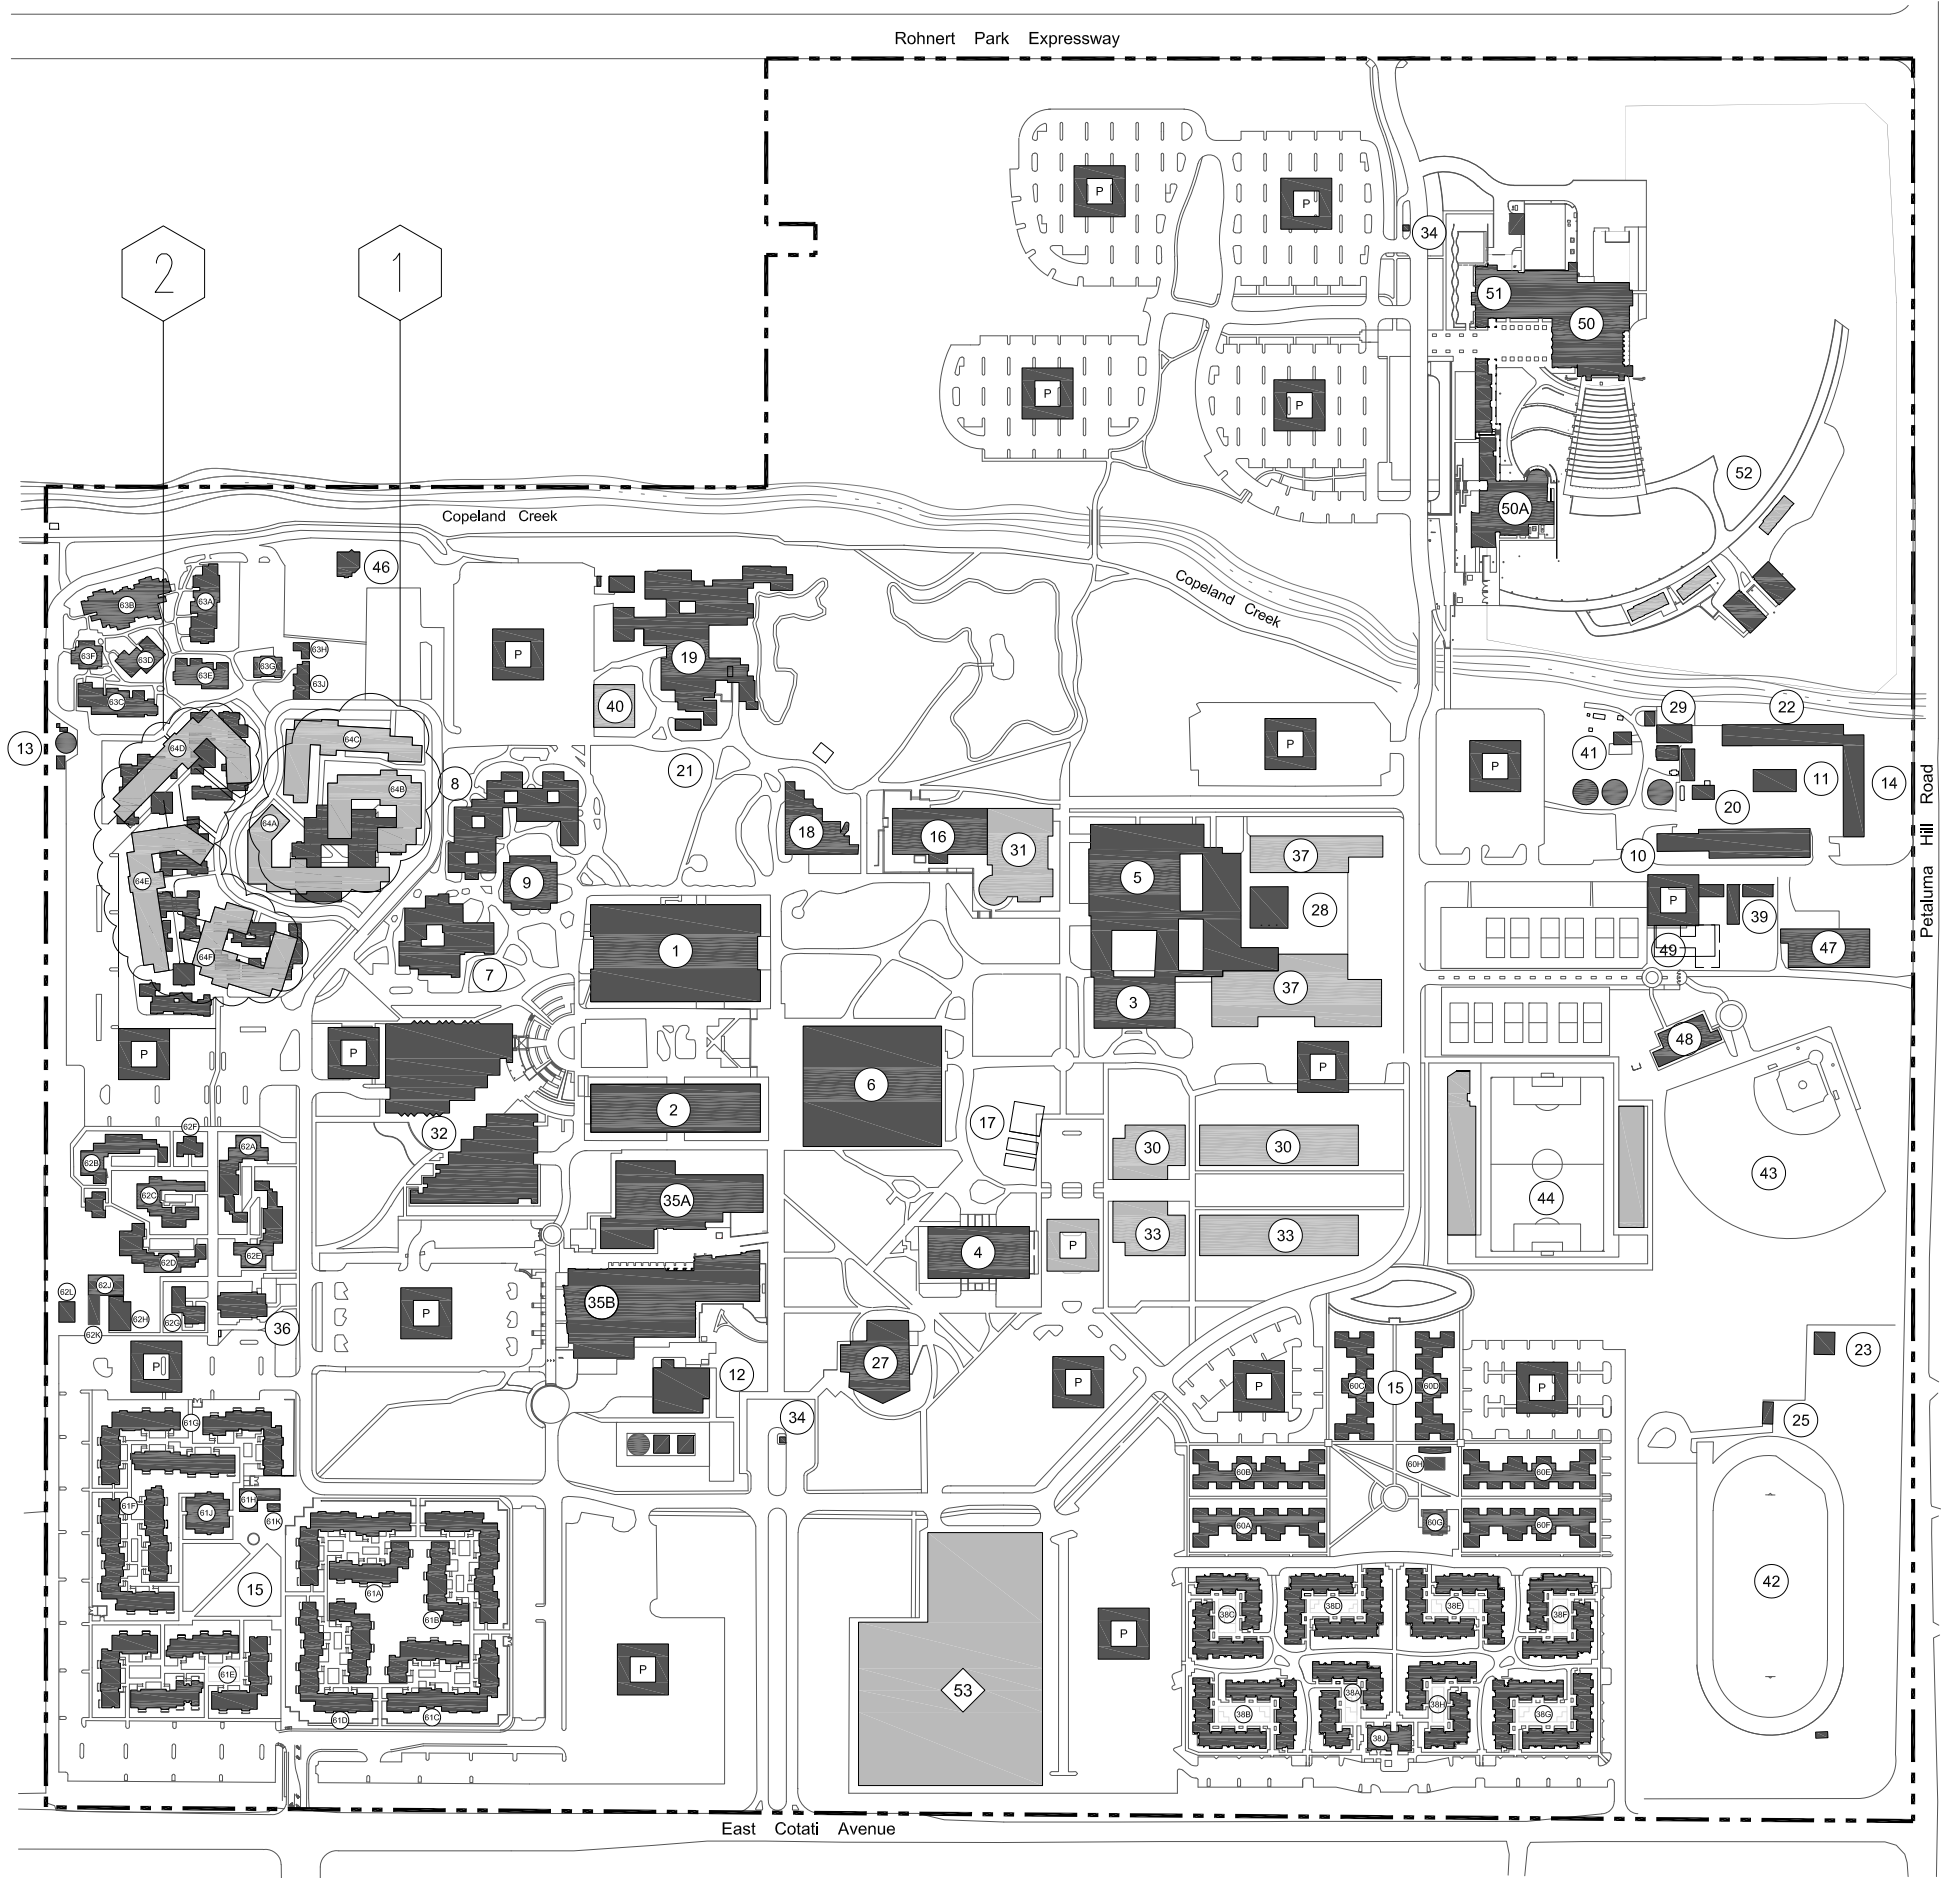 Rohnert Park Expressway
P
P
34
2
1
51
50
P
P
52
50A
Copeland Creek
46
Copeland Creek
63B
63A
63H
63F
63D
63E
63G
63J
63C
P
19
40
29
22
13
64D
64C
8
21
P
P
41
11
14
20
Petaluma Hill Road
64B
64A
18
16
31
37
10
64E
9
5
28
P
39
64F
7
1
37
3
49
47
P
P
32
2
6
17
P
48
30
30
44
43
62F
62A
62B
62C
62D
62E
35A
33
33
4
P
62L
62J
62H
62G
62K
36
P
35B
P
12
27
P
P
60C
15
60D
P
23
34
25
61G
61F
61J
61H
61K
60B
60H
60E
60A
60G
60F
15
61A
61B
61E
61D
61C
P
53
P
38C
38D
38E
38F
38A
38H
38B
38J
38G
42
East Cotati Avenue